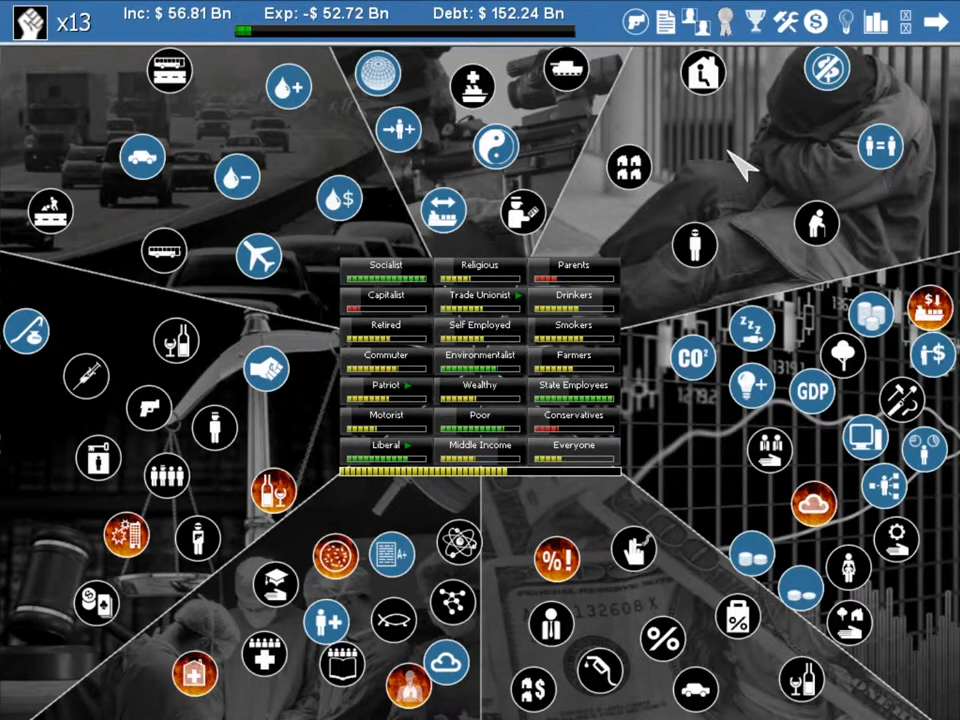 x13
Inc: $ 56.81 Bn
Exp: -$ 52.72 Bn
Debt: $ 152.24 Bn
$
$
Socialist
Religious
Parents
Capitalist
Trade Unionist
Drinkers
Retired
Self Employed
Smokers
Commuter
Environmentalist
Farmers
Patriot
Wealthy
State Employees
Motorist
Poor
Conservatives
Liberal
Middle Income
Everyone
zzz
$
$
CO²
GDP
A+
%!
132608 X
%
%
$